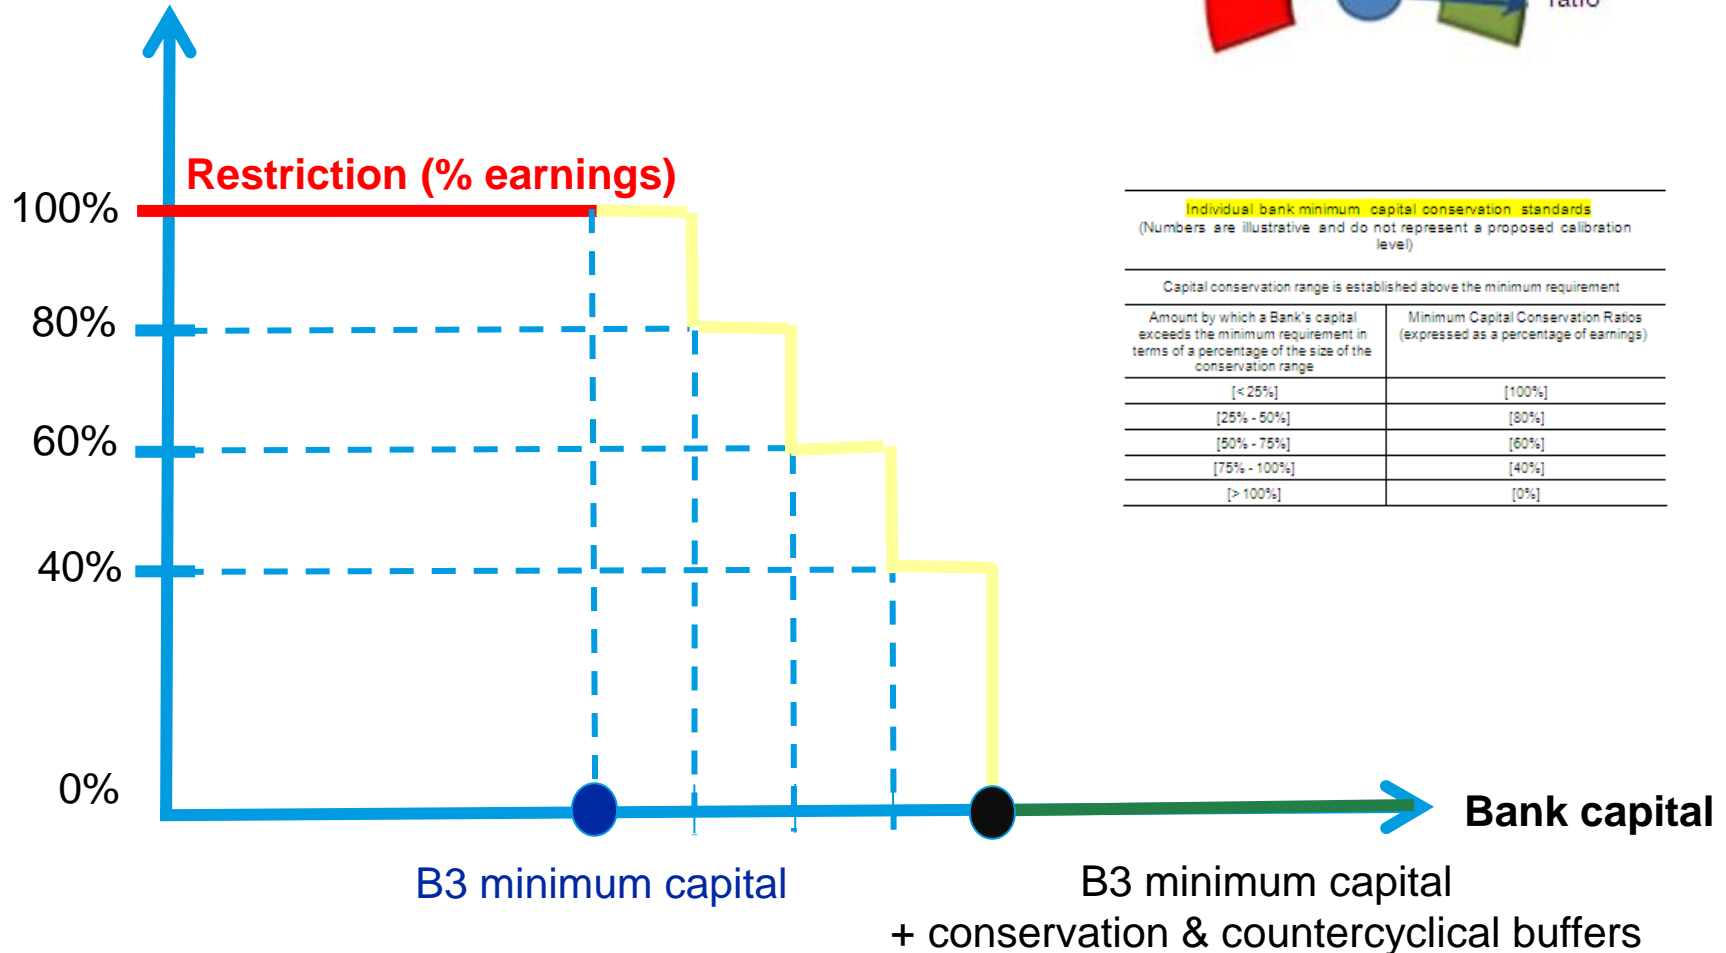 ratio
Restriction (% earnings)
100%
80%
60%
40%
0%
Bank capital
B3 minimum capital
B3 minimum capital
+ conservation & countercyclical buffers
Individual bank minimum capital conservation standards
(Numbers are illustrative and do not represent a proposed calibration
level)
Capital conservation range is established above the minimum requirement
Amount by which a Bank's capital
exceeds the minimum requirement in
terms of a percentage of the size of the
conservation range
Minimum Capital Conservation Ratios
(expressed as a percentage of earnings)
[<25%] [100%]
[25% - 50%] [80%]
[50% - 75%] [60%]
[75% - 100%] [40%]
[> 100%] [0%]